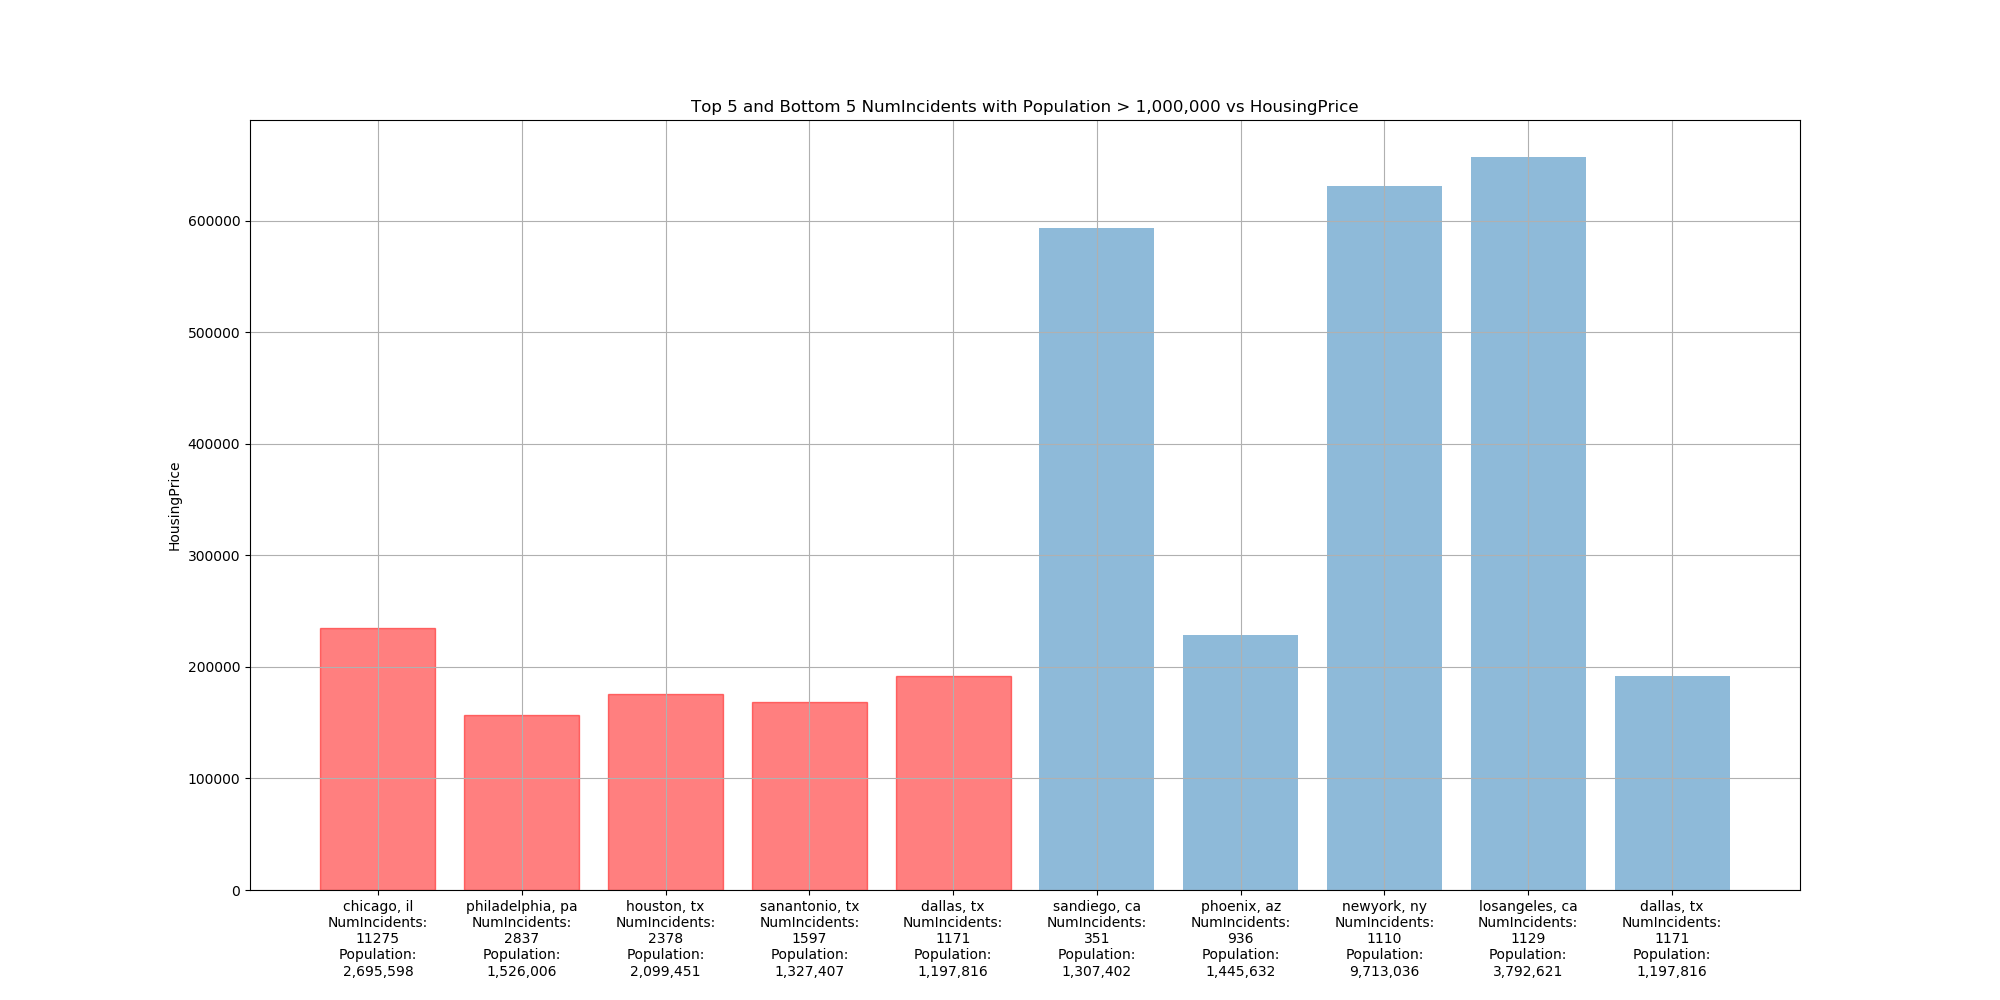 Top 5 and Bottom 5 NumIncidents with Population > 1,000,000 vs HousingPrice
HousingPrice
600000
500000
400000
300000
200000
100000
0
chicago, il
NumIncidents:
11275
Population:
2,695,598
philadelphia, pa
NumIncidents:
2837
Population:
1,526,006
houston, tx
NumIncidents:
2378
Population:
2,099,451
sanantonio, tx
NumIncidents:
1597
Population:
1,327,407
dallas, tx
NumIncidents:
1171
Population:
1,197,816
sandiego, ca
NumIncidents:
351
Population:
1,307,402
phoenix, az
NumIncidents:
936
Population:
1,445,632
newyork, ny
NumIncidents:
1110
Population:
9,713,036
losangeles, ca
NumIncidents:
1129
Population:
3,792,621
dallas, tx
NumIncidents:
1171
Population:
1,197,816